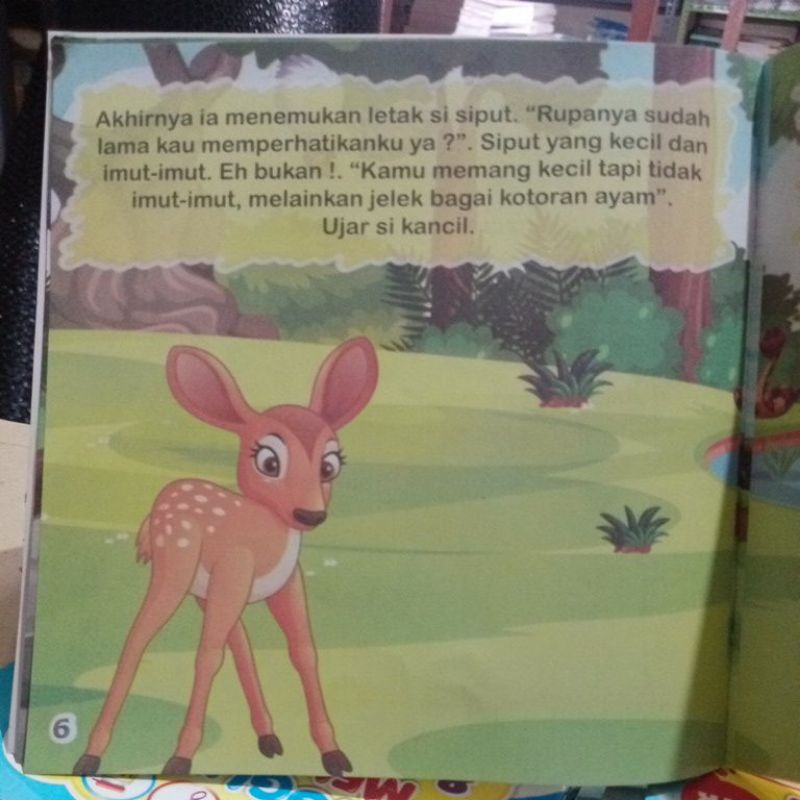 Akhirnya ia menemukan letak si siput. “Rupanya sudah
lama kau memperhatikanku ya ?”. Siput yang kecil dan
imut-imut. Eh bukan !. “Kamu memang kecil tapi tidak
imut-imut, melainkan jelek bagai kotoran ayam”.
Ujar si kancil.
6